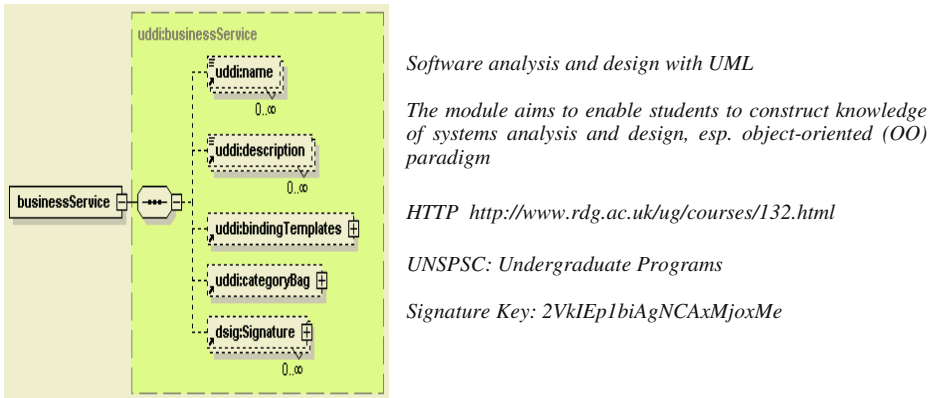 uddi:businessService
uddi:name
0..∞
uddi:description
0..∞
businessService
uddi:bindingTemplates
uddi:categoryBag
dsig:Signature
0..∞
Software analysis and design with UML
The module aims to enable students to construct knowledge
of systems analysis and design, esp. object-oriented (OO)
paradigm
HTTP http://www.rdg.ac.uk/ug/courses/132.html
UNSPSC: Undergraduate Programs
Signature Key: 2VkIEp1biAgNCAxMjoxMe